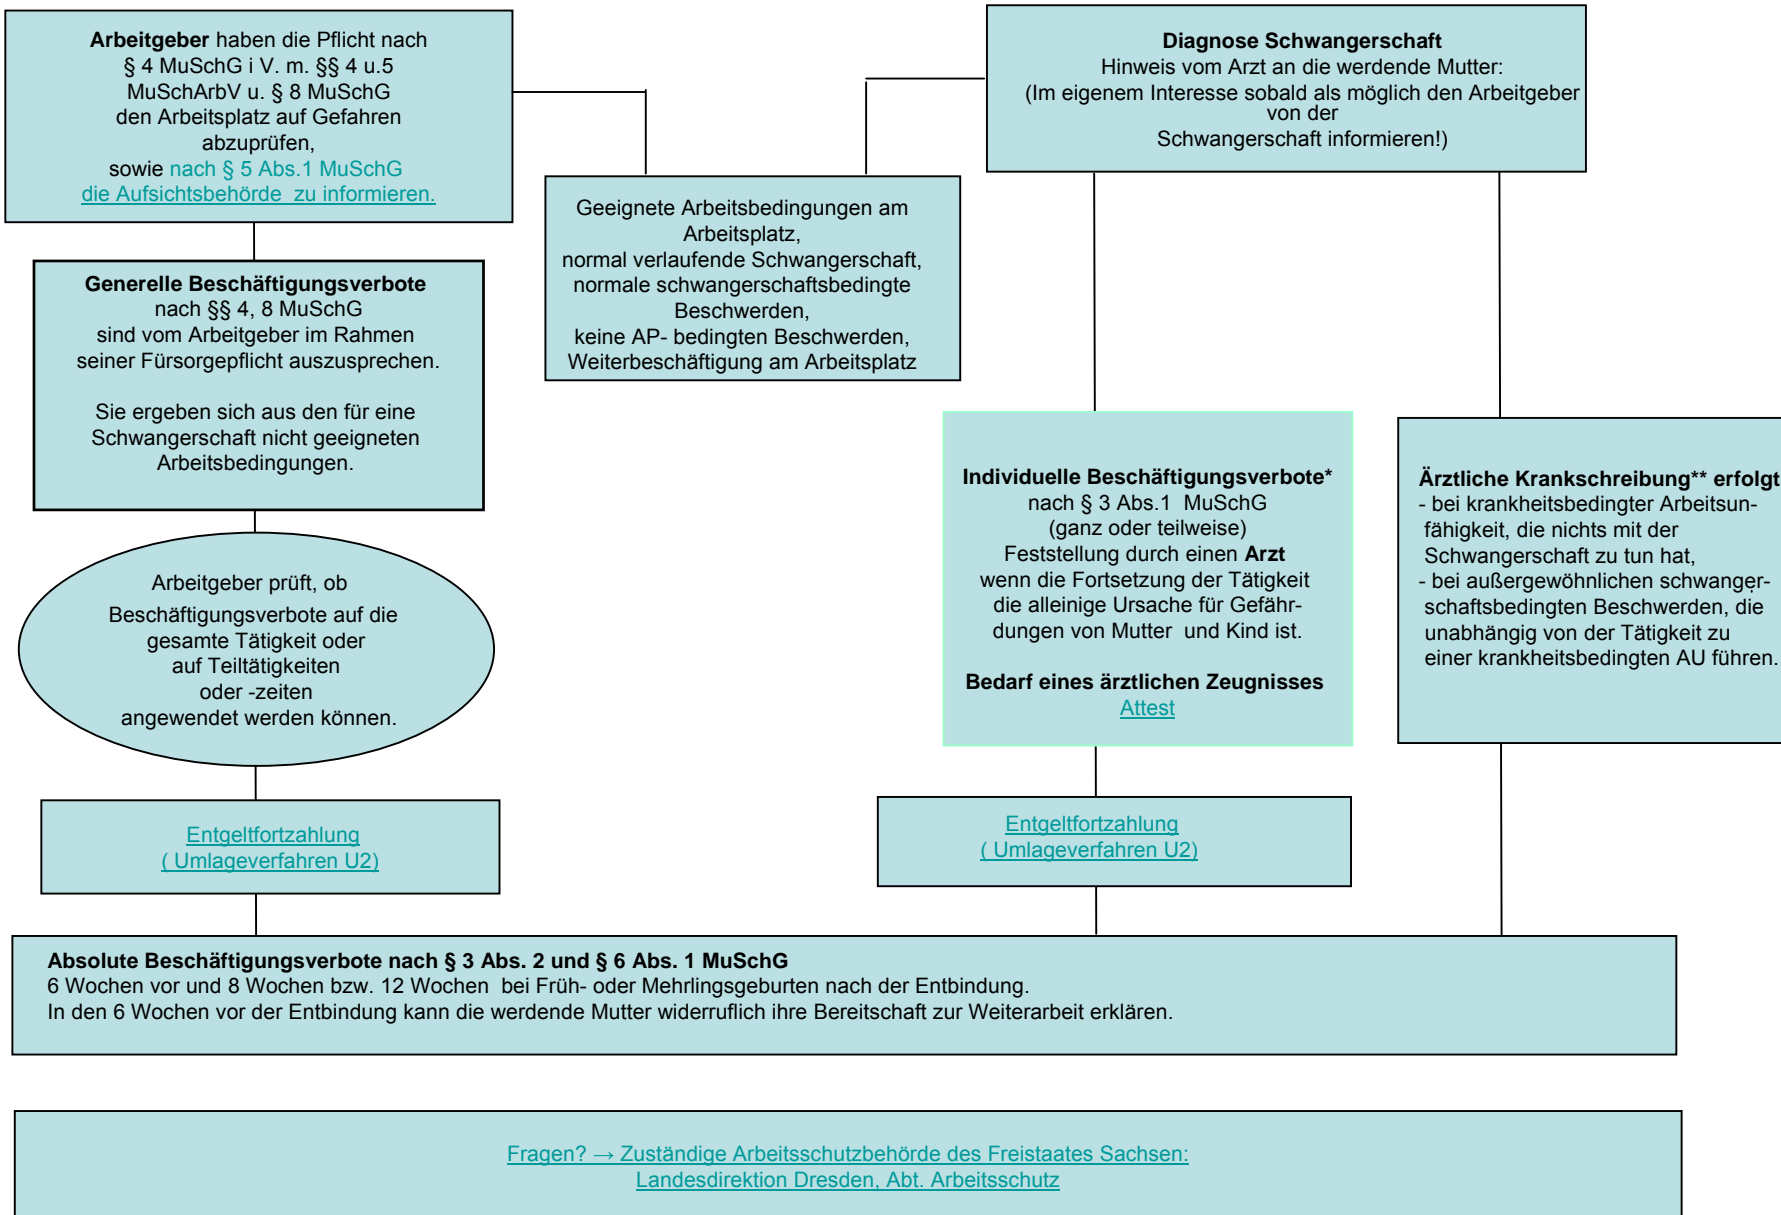 Arbeitgeber haben die Pflicht nach
§ 4 MuSchG i V. m. §§ 4 u.5
MuSchArbV u. § 8 MuSchG
den Arbeitsplatz auf Gefahren
abzuprüfen,
sowie nach § 5 Abs.1 MuSchG
die Aufsichtsbehörde zu informieren.
Diagnose Schwangerschaft
Hinweis vom Arzt an die werdende Mutter:
(Im eigenem Interesse sobald als möglich den Arbeitgeber
von der
Schwangerschaft informieren!)
Geeignete Arbeitsbedingungen am
Arbeitsplatz,
normal verlaufende Schwangerschaft,
normale schwangerschaftsbedingte
Beschwerden,
keine AP- bedingten Beschwerden,
Weiterbeschäftigung am Arbeitsplatz
Generelle Beschäftigungsverbote
nach §§ 4, 8 MuSchG
sind vom Arbeitgeber im Rahmen
seiner Fürsorgepflicht auszusprechen.
Sie ergeben sich aus den für eine
Schwangerschaft nicht geeigneten
Arbeitsbedingungen.
Individuelle Beschäftigungsverbote*
nach § 3 Abs.1 MuSchG
(ganz oder teilweise)
Feststellung durch einen Arzt
wenn die Fortsetzung der Tätigkeit
die alleinige Ursache für Gefähr-
dungen von Mutter und Kind ist.
Bedarf eines ärztlichen Zeugnisses
Attest
Ärztliche Krankschreibung** erfolgt
- bei krankheitsbedingter Arbeitsun-
fähigkeit, die nichts mit der
Schwangerschaft zu tun hat,
- bei außergewöhnlichen schwanger-
schaftsbedingten Beschwerden, die
unabhängig von der Tätigkeit zu
einer krankheitsbedingten AU führen.
Arbeitgeber prüft, ob
Beschäftigungsverbote auf die
gesamte Tätigkeit oder
auf Teiltätigkeiten
oder -zeiten
angewendet werden können.
Entgeltfortzahlung
( Umlageverfahren U2)
Entgeltfortzahlung
( Umlageverfahren U2)
Absolute Beschäftigungsverbote nach § 3 Abs. 2 und § 6 Abs. 1 MuSchG
6 Wochen vor und 8 Wochen bzw. 12 Wochen bei Früh- oder Mehrlingsgeburten nach der Entbindung.
In den 6 Wochen vor der Entbindung kann die werdende Mutter widerruflich ihre Bereitschaft zur Weiterarbeit erklären.
Fragen? → Zuständige Arbeitsschutzbehörde des Freistaates Sachsen:
Landesdirektion Dresden, Abt. Arbeitsschutz